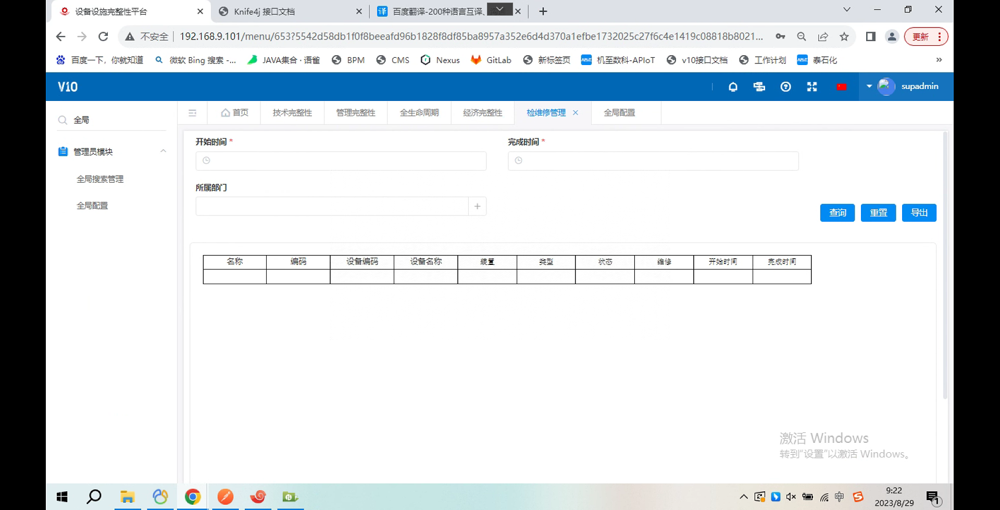 设备设施完整性平台
Knife4j 接口文档
百度翻译-200种语言互译、
不安全
192.168.9.101/menu/653?5542d58db1f0f8beeafd96b1828f8df85ba8957a352e6d4d370a1efbe1732025c27f6c4e1419c08818b8021...
更新
百度一下，你就知道
微软 Bing 搜索 -...
JAVA集合 · 语雀
BPM
CMS
Nexus
GitLab
新标签页
机至数科-APIoT
v10接口文档
工作计划
泰石化
V10
supadmin
全局
首页
技术完整性
管理完整性
全生命周期
经济完整性
检维修管理
全局配置
管理员模块
全局搜索管理
全局配置
开始时间 *
完成时间 *
所属部门
查询
重置
导出
名称 编码 设备编码 设备名称 装置 类型 状态 维修 开始时间 完成时间
激活 Windows
转到“设置”以激活 Windows。
中
9:22
2023/8/29
1